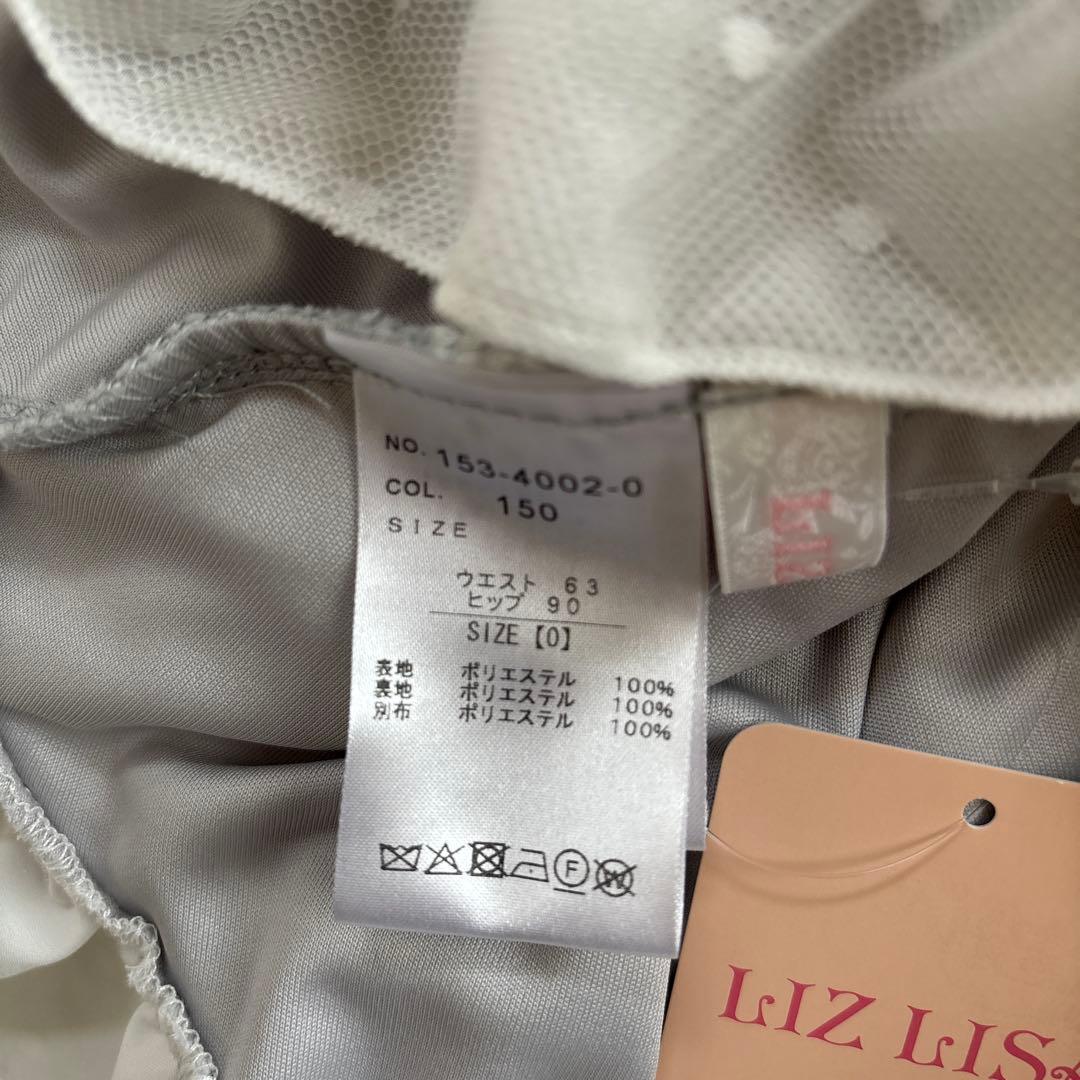 NO. 153-4002-0
COL. 150
SIZE
ウエスト 63
ヒップ 90
SIZE【0】
表地 ポリエステル 100%
裏地 ポリエステル 100%
別布 ポリエステル 100%
F
W
LIZ
LIZ LIS